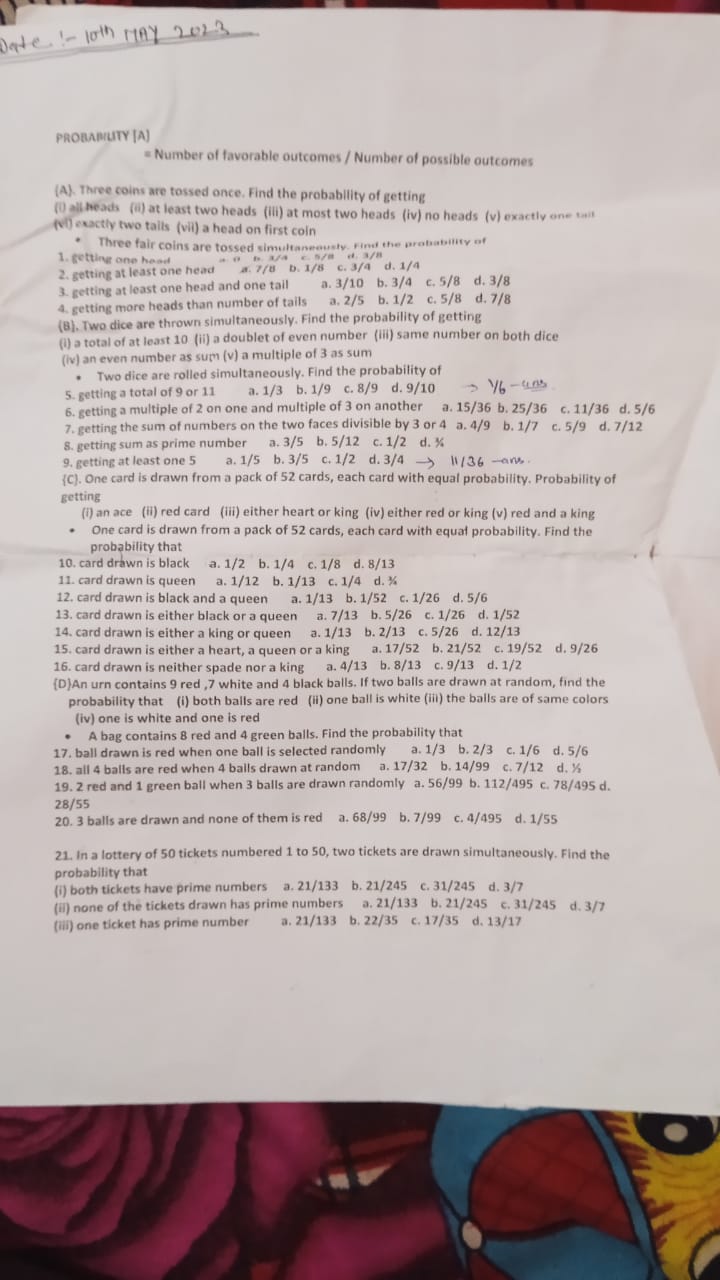 Date :- 10th MAY 2023
PROBABILITY [A]
= Number of favorable outcomes / Number of possible outcomes
(A). Three coins are tossed once. Find the probability of getting
(i) all heads (ii) at least two heads (iii) at most two heads (iv) no heads (v) exactly one tail
(vi) exactly two tails (vii) a head on first coin
• Three fair coins are tossed simultaneously. Find the probability of
1. getting one head a. 0 b. 3/4 c. 5/8 d. 3/8
2. getting at least one head a. 7/8 b. 1/8 c. 3/4 d. 1/4
3. getting at least one head and one tail a. 3/10 b. 3/4 c. 5/8 d. 3/8
4. getting more heads than number of tails a. 2/5 b. 1/2 c. 5/8 d. 7/8
(B). Two dice are thrown simultaneously. Find the probability of getting
(i) a total of at least 10 (ii) a doublet of even number (iii) same number on both dice
(iv) an even number as sum (v) a multiple of 3 as sum
• Two dice are rolled simultaneously. Find the probability of
5. getting a total of 9 or 11 a. 1/3 b. 1/9 c. 8/9 d. 9/10 → 1/6 - ans
6. getting a multiple of 2 on one and multiple of 3 on another a. 15/36 b. 25/36 c. 11/36 d. 5/6
7. getting the sum of numbers on the two faces divisible by 3 or 4 a. 4/9 b. 1/7 c. 5/9 d. 7/12
8. getting sum as prime number a. 3/5 b. 5/12 c. 1/2 d. ¾
9. getting at least one 5 a. 1/5 b. 3/5 c. 1/2 d. 3/4 → 11/36 - ans.
(C). One card is drawn from a pack of 52 cards, each card with equal probability. Probability of
getting
(i) an ace (ii) red card (iii) either heart or king (iv) either red or king (v) red and a king
• One card is drawn from a pack of 52 cards, each card with equal probability. Find the
probability that
10. card drawn is black a. 1/2 b. 1/4 c. 1/8 d. 8/13
11. card drawn is queen a. 1/12 b. 1/13 c. 1/4 d. ¾
12. card drawn is black and a queen a. 1/13 b. 1/52 c. 1/26 d. 5/6
13. card drawn is either black or a queen a. 7/13 b. 5/26 c. 1/26 d. 1/52
14. card drawn is either a king or queen a. 1/13 b. 2/13 c. 5/26 d. 12/13
15. card drawn is either a heart, a queen or a king a. 17/52 b. 21/52 c. 19/52 d. 9/26
16. card drawn is neither spade nor a king a. 4/13 b. 8/13 c. 9/13 d. 1/2
(D)An urn contains 9 red ,7 white and 4 black balls. If two balls are drawn at random, find the
probability that (i) both balls are red (ii) one ball is white (iii) the balls are of same colors
(iv) one is white and one is red
• A bag contains 8 red and 4 green balls. Find the probability that
17. ball drawn is red when one ball is selected randomly a. 1/3 b. 2/3 c. 1/6 d. 5/6
18. all 4 balls are red when 4 balls drawn at random a. 17/32 b. 14/99 c. 7/12 d. ½
19. 2 red and 1 green ball when 3 balls are drawn randomly a. 56/99 b. 112/495 c. 78/495 d.
28/55
20. 3 balls are drawn and none of them is red a. 68/99 b. 7/99 c. 4/495 d. 1/55
21. In a lottery of 50 tickets numbered 1 to 50, two tickets are drawn simultaneously. Find the
probability that
(i) both tickets have prime numbers a. 21/133 b. 21/245 c. 31/245 d. 3/7
(ii) none of the tickets drawn has prime numbers a. 21/133 b. 21/245 c. 31/245 d. 3/7
(iii) one ticket has prime number a. 21/133 b. 22/35 c. 17/35 d. 13/17